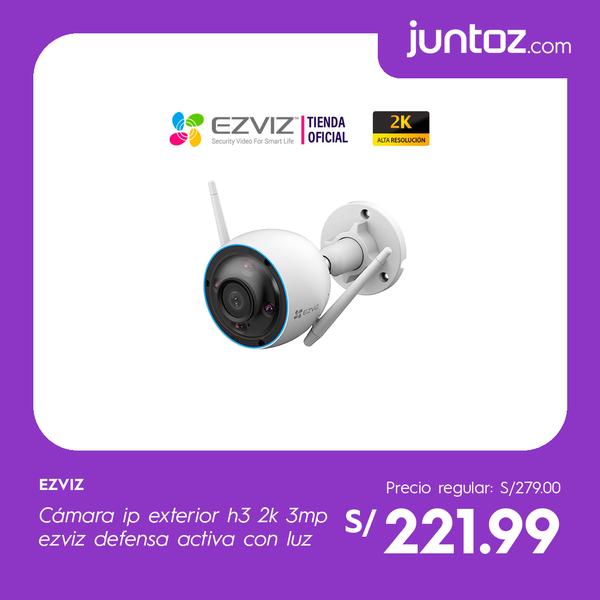 juntoz.com
EZVIZ™
Security Video For Smart Life
TIENDA
OFICIAL
2K
ALTA RESOLUCIÓN
EZVIZ
EZVIZ
Cámara ip exterior h3 2k 3mp
ezviz defensa activa con luz
Precio regular: S/279.00
S/221.99